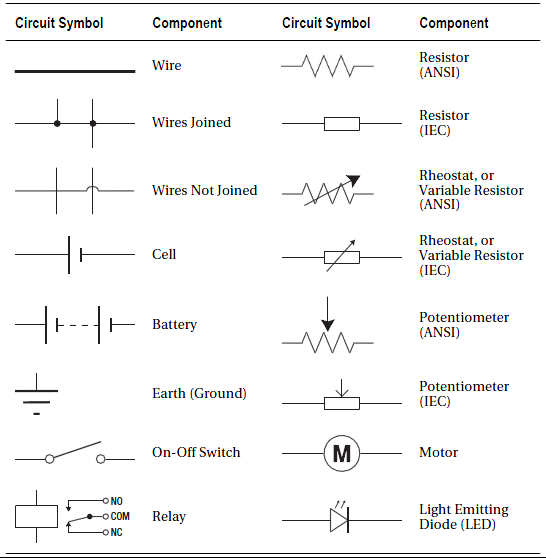 Circuit Symbol Component Circuit Symbol Component
Wire
Resistor
(ANSI)
Wires Joined
Resistor
(IEC)
Wires Not Joined
Rheostat, or
Variable Resistor
(ANSI)
Cell
Rheostat, or
Variable Resistor
(IEC)
Battery
Potentiometer
(ANSI)
Earth (Ground)
Potentiometer
(IEC)
On-Off Switch
M
Motor
NO
COM
NC
Relay
Light Emitting
Diode (LED)